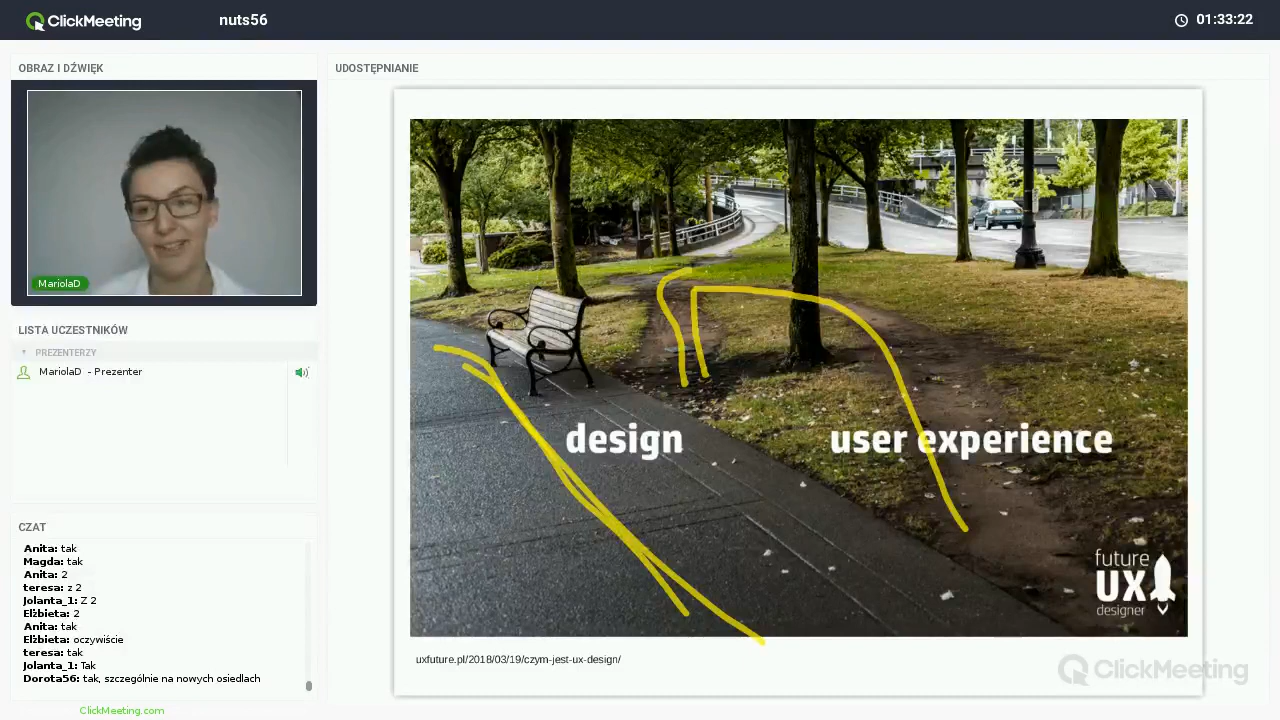 ClickMeeting
nuts56
01:33:22
OBRAZ I DŹWIĘK
UDOSTĘPNIANIE
MariolaD
LISTA UCZESTNIKÓW
PREZENTERZY
MariolaD - Prezenter
CZAT
Anita: tak
Magda: tak
Anita: 2
teresa: z 2
Jolanta_1: Z 2
Elżbieta: 2
Anita: tak
Elżbieta: oczywiście
teresa: tak
Jolanta_1: Tak
Dorota56: tak, szczególnie na nowych osiedlach
ClickMeeting.com
design
user experience
future
UX
designer
uxfuture.pl/2018/03/19/czym-jest-ux-design/
ClickMeeting